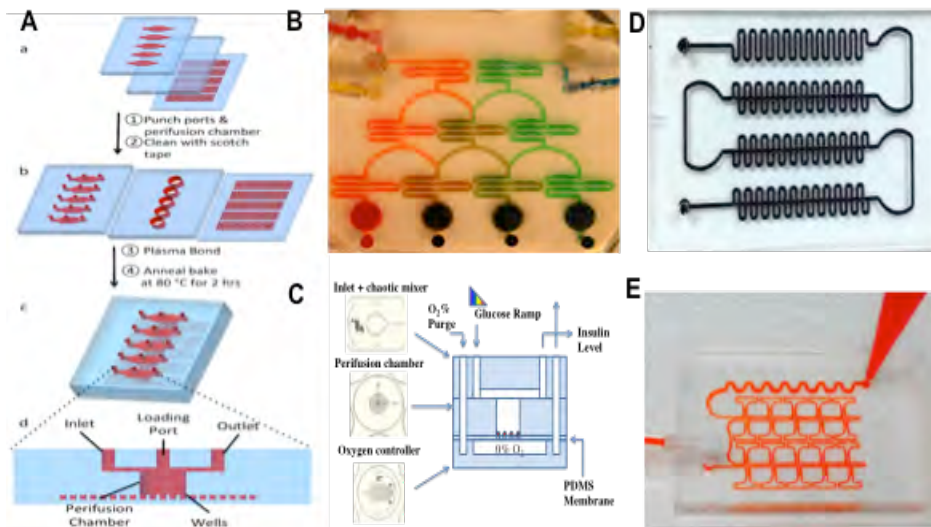 A
a
① Punch ports &
perifusion chamber
② Clean with scotch
tape
b
③ Plasma Bond
④ Anneal bake
at 80 °C for 2 hrs
c
d
Inlet
Loading
Port
Outlet
Perifusion
Chamber
Wells
B
C
Inlet + chaotic mixer
O2%
Purge
Glucose Ramp
Insulin
Level
Perifusion chamber
Oxygen controller
0% O2
PDMS
Membrane
D
E